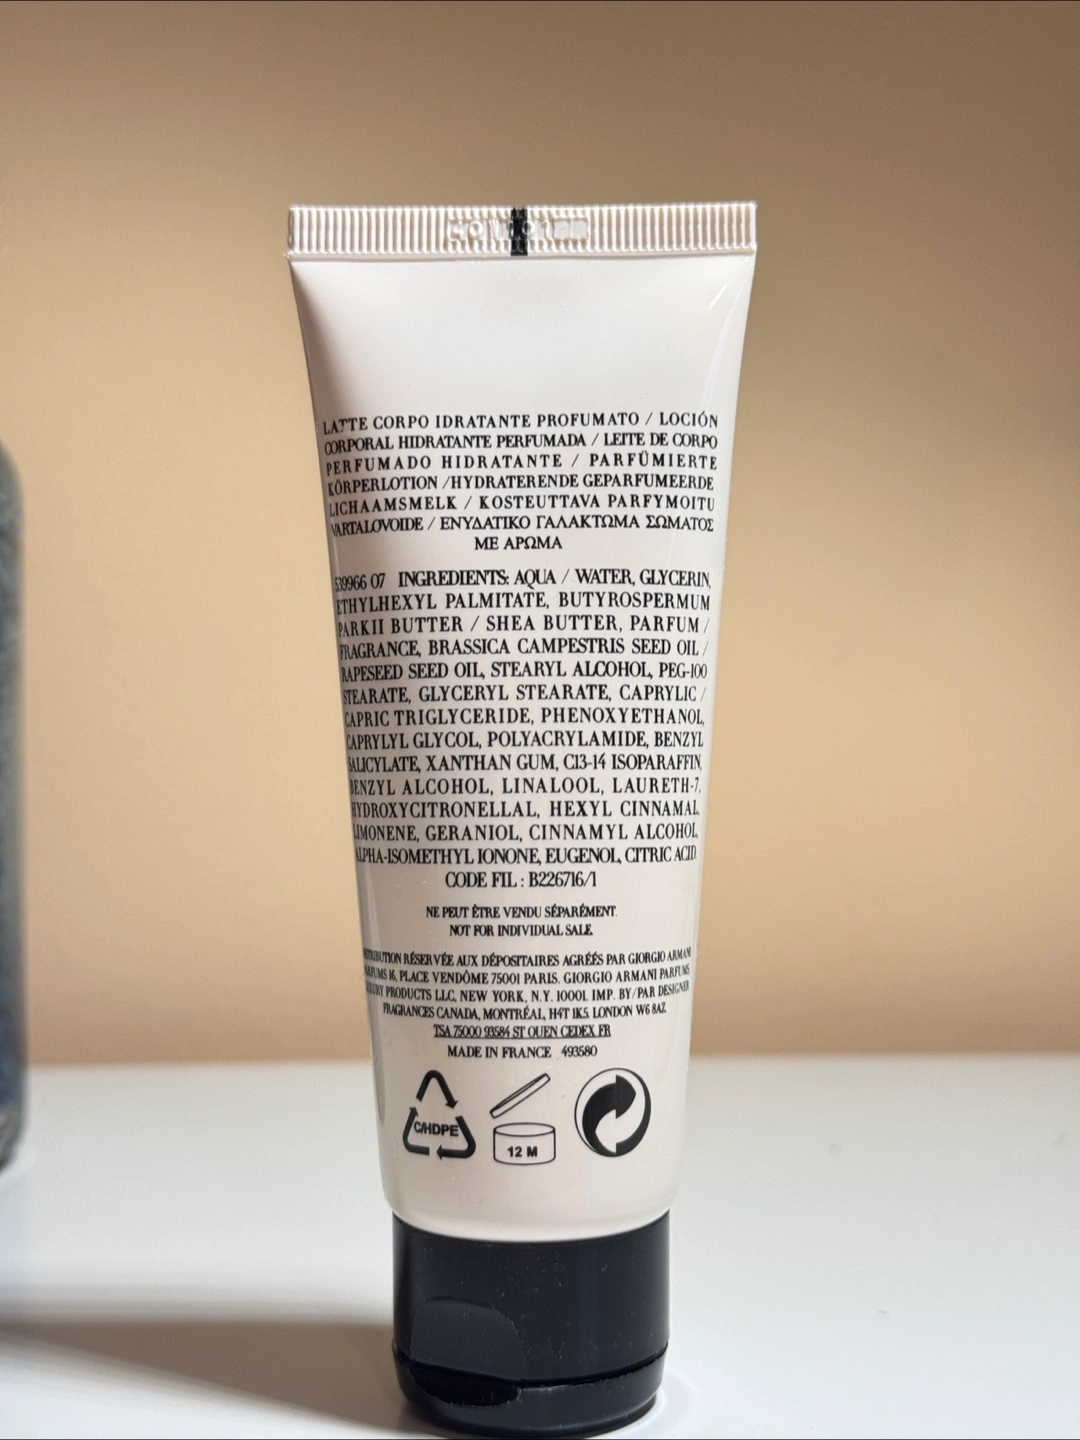 LATTE CORPO IDRATANTE PROFUMATO / LOCIÓN
CORPORAL HIDRATANTE PERFUMADA / LEITE DE CORPO
PERFUMADO HIDRATANTE / PARFÜMIERTE
KÖRPERLOTION /HYDRATERENDE GEPARFUMEERDE
LICHAAMSMELK / KOSTEUTTAVA PARFYMOITU
VARTALOVOIDE / ΕΝΥΔΑΤΙΚΟ ΓΑΛΑΚΤΩΜΑ ΣΩΜΑΤΟΣ
ΜΕ ΑΡΩΜΑ
539966 07 INGREDIENTS: AQUA / WATER, GLYCERIN,
ETHYLHEXYL PALMITATE, BUTYROSPERMUM
PARKII BUTTER / SHEA BUTTER, PARFUM /
FRAGRANCE, BRASSICA CAMPESTRIS SEED OIL /
RAPESEED SEED OIL, STEARYL ALCOHOL, PEG-100
STEARATE, GLYCERYL STEARATE, CAPRYLIC /
CAPRIC TRIGLYCERIDE, PHENOXYETHANOL,
CAPRYLYL GLYCOL, POLYACRYLAMIDE, BENZYL
SALICYLATE, XANTHAN GUM, C13-14 ISOPARAFFIN,
BENZYL ALCOHOL, LINALOOL, LAURETH-7,
HYDROXYCITRONELLAL, HEXYL CINNAMAL,
LIMONENE, GERANIOL, CINNAMYL ALCOHOL,
ALPHA-ISOMETHYL IONONE, EUGENOL, CITRIC ACID.
CODE FIL : B226716/1
NE PEUT ÊTRE VENDU SÉPARÉMENT.
NOT FOR INDIVIDUAL SALE.
DISTRIBUTION RÉSERVÉE AUX DÉPOSITAIRES AGRÉÉS PAR GIORGIO ARMANI
PARFUMS 16, PLACE VENDÔME 75001 PARIS. GIORGIO ARMANI PARFUMS,
LUXURY PRODUCTS LLC, NEW YORK, N.Y. 10001. IMP. BY/PAR DESIGNER
FRAGRANCES CANADA, MONTRÉAL, H4T 1K5. LONDON W6 8AZ.
TSA 75000 93584 ST OUEN CEDEX FR
MADE IN FRANCE 493580
C/HDPE
12 M